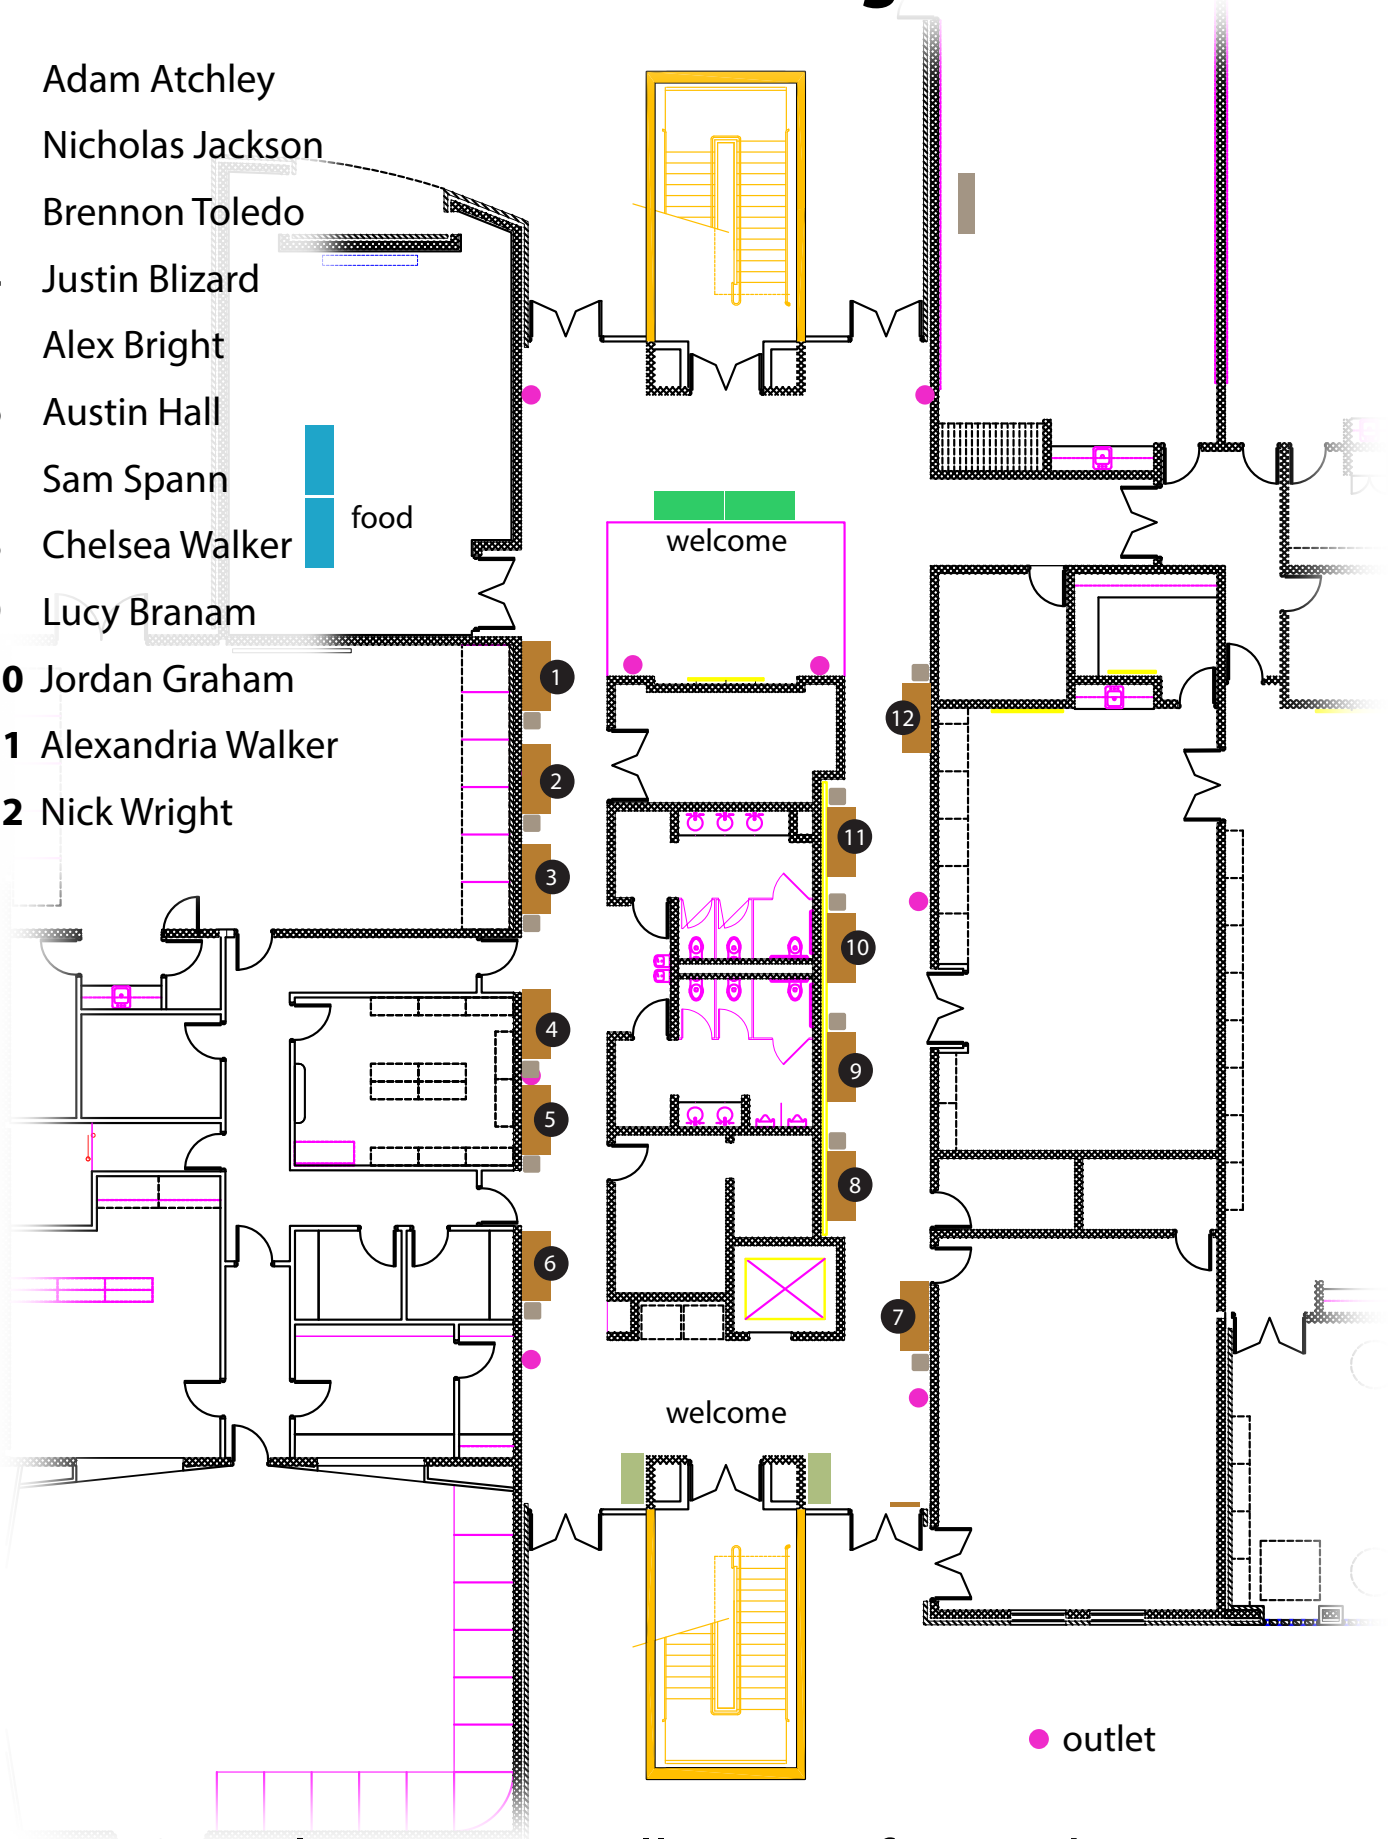 Adam Atchley
Nicholas Jackson
Brennon Toledo
Justin Blizard
Alex Bright
Austin Hall
Sam Spann
Chelsea Walker
Lucy Branam
0 Jordan Graham
1 Alexandria Walker
2 Nick Wright
food
welcome
1
2
3
4
5
6
12
11
10
9
8
7
welcome
outlet